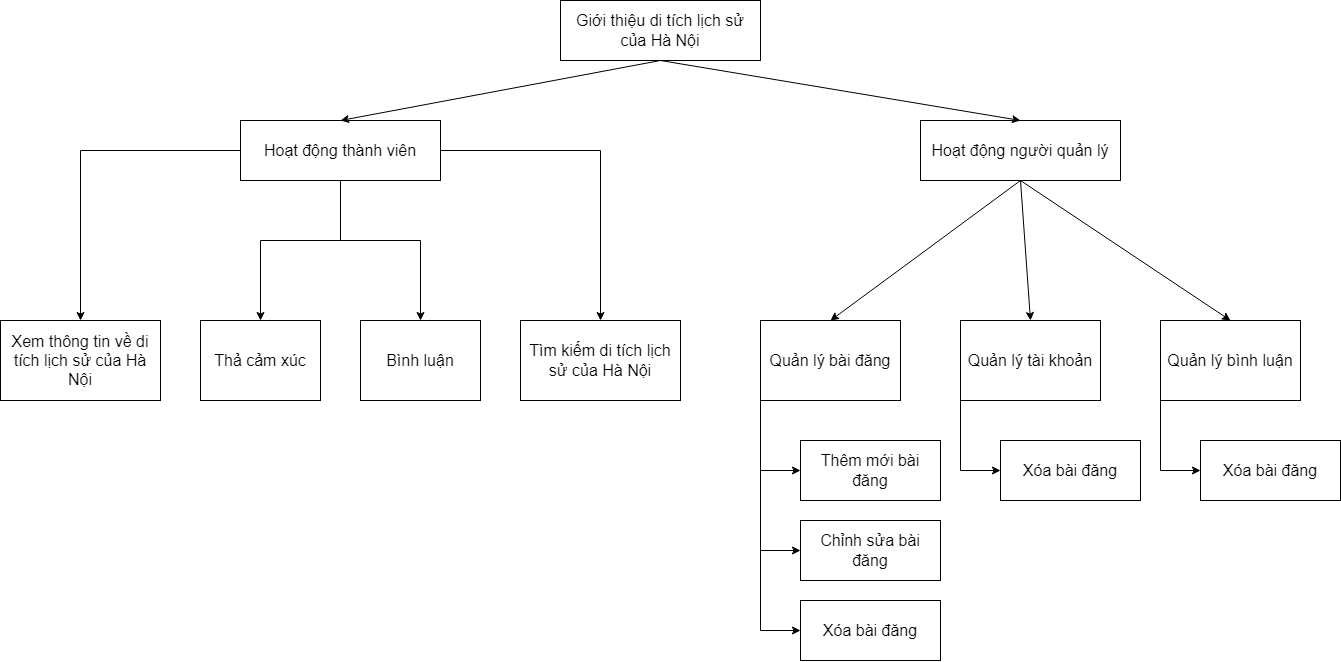 Giới thiệu di tích lịch sử
của Hà Nội
Hoạt động thành viên
Hoạt động người quản lý
Xem thông tin về di
tích lịch sử của Hà
Nội
Thả cảm xúc
Bình luận
Tìm kiếm di tích lịch
sử của Hà Nội
Quản lý bài đăng
Quản lý tài khoản
Quản lý bình luận
Thêm mới bài
đăng
Xóa bài đăng
Xóa bài đăng
Chỉnh sửa bài
đăng
Xóa bài đăng